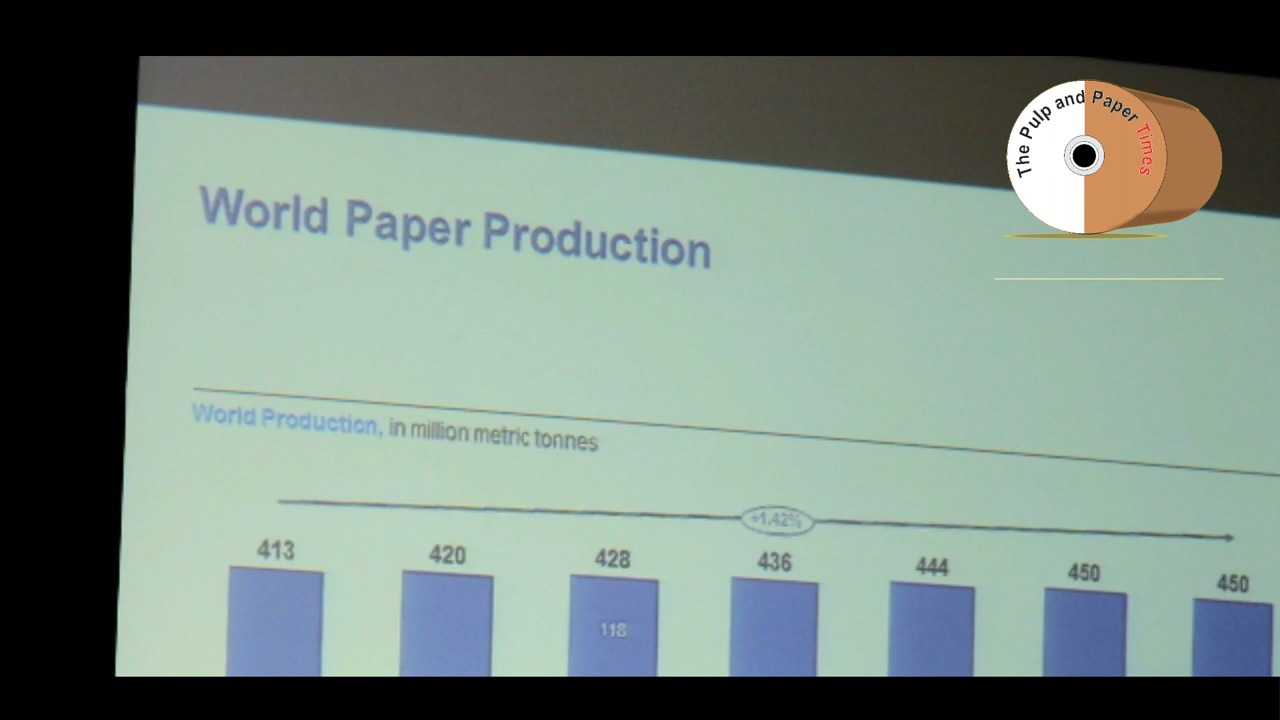 The Pulp and Paper Times
World Paper Production
World Production, in million metric tonnes
+1.42%
413 420 428 436 444 450 450
118